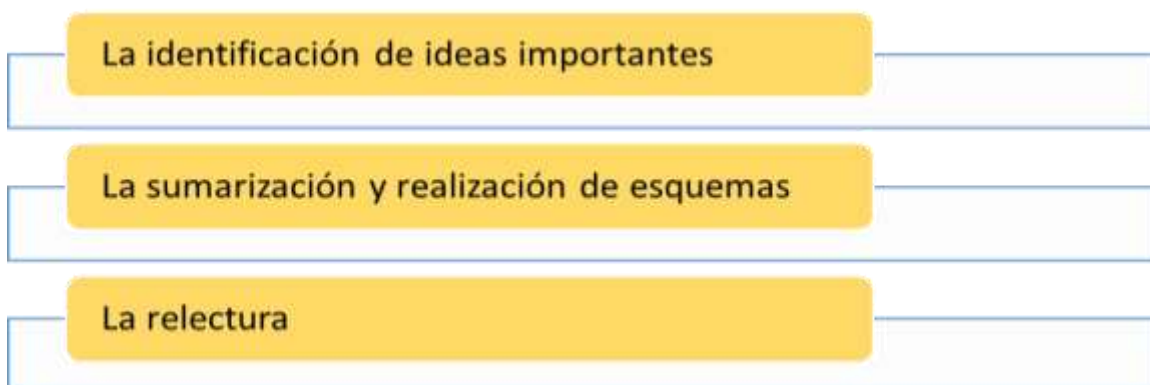 La identificación de ideas importantes
La sumarización y realización de esquemas
La relectura